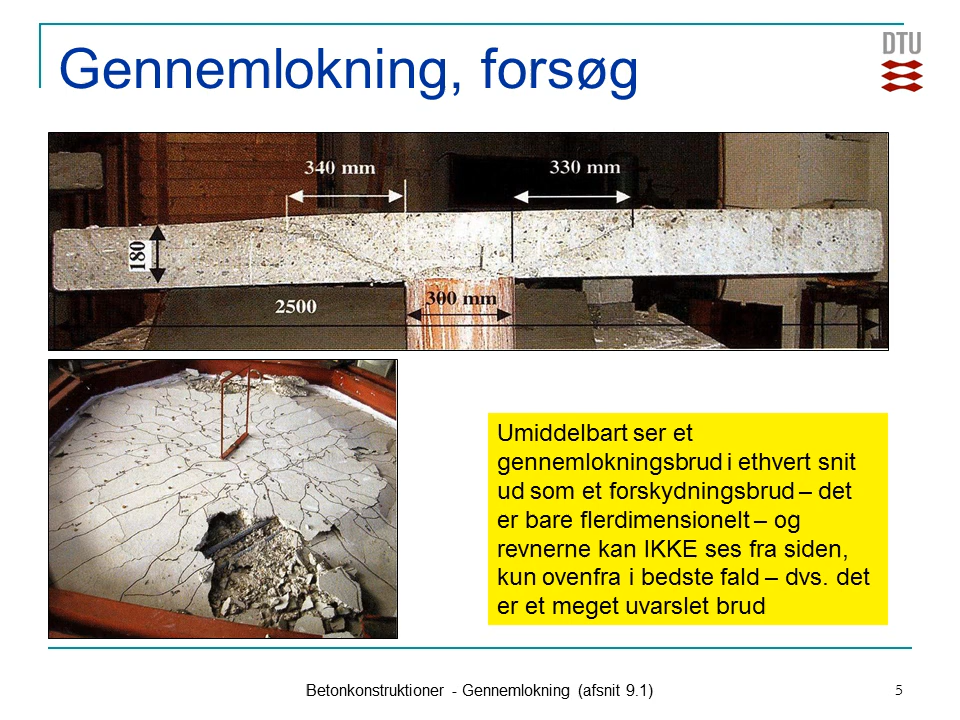 Gennemlokning, forsøg
DTU
340 mm
330 mm
180
2500
300 mm
Umiddelbart ser et
gennemlokningsbrud i ethvert snit
ud som et forskydningsbrud – det
er bare flerdimensionelt – og
revnerne kan IKKE ses fra siden,
kun ovenfra i bedste fald – dvs. det
er et meget uvarslet brud
Betonkonstruktioner - Gennemlokning (afsnit 9.1)
5